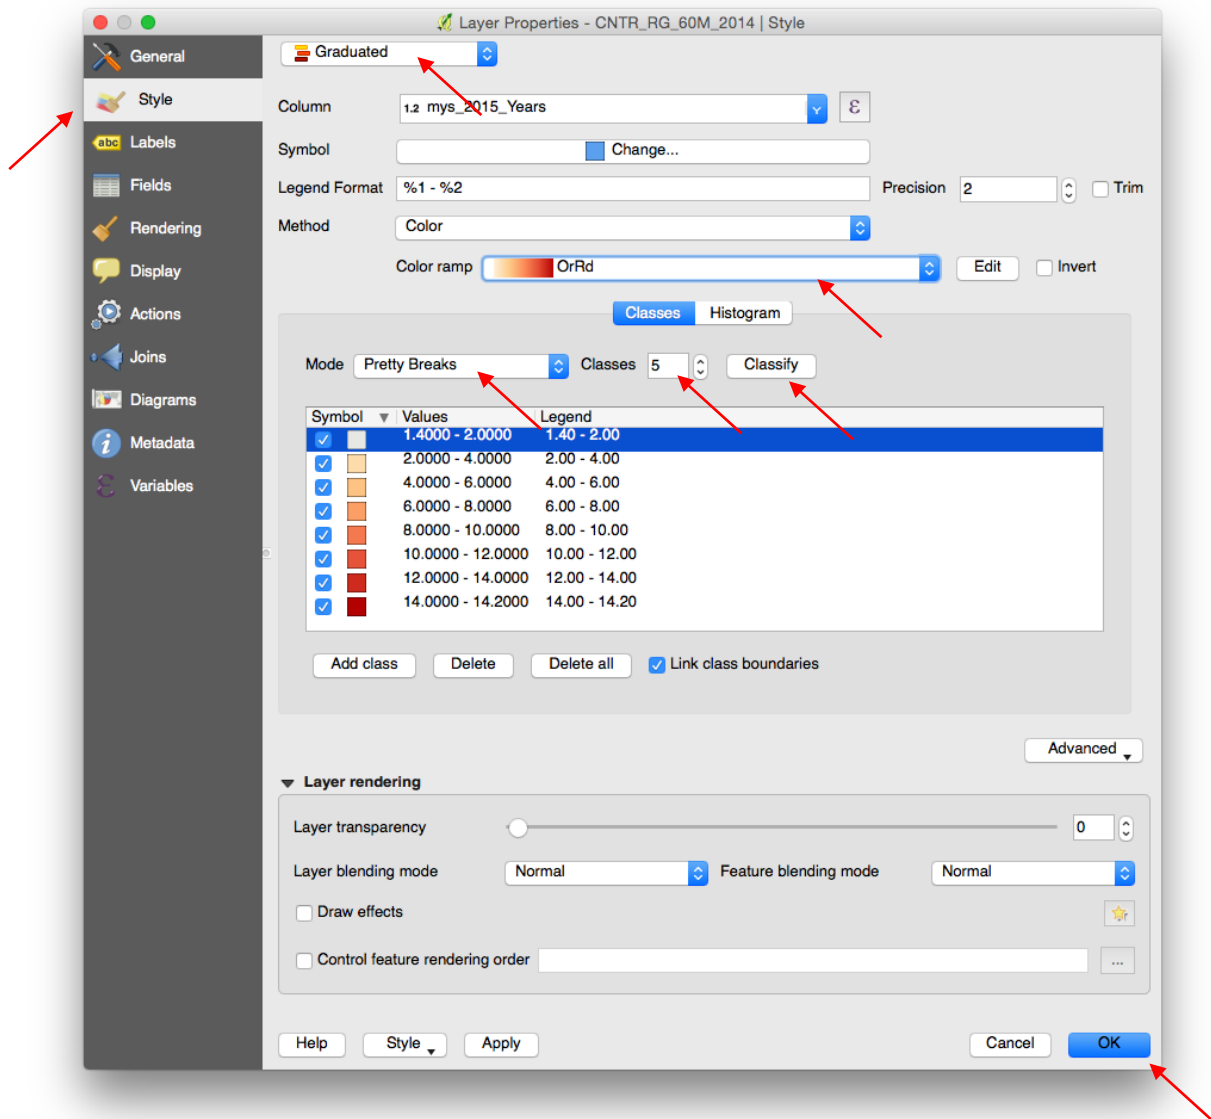 Layer Properties - CNTR_RG_60M_2014 | Style
General
Style
Labels
Fields
Rendering
Display
Actions
Joins
Diagrams
Metadata
Variables
Graduated
Column 1.2 mys_2015_Years ε
Symbol Change...
Legend Format %1 - %2 Precision 2 Trim
Method Color
Color ramp OrRd Edit Invert
Classes Histogram
Mode Pretty Breaks Classes 5 Classify
Symbol Values Legend
1.4000 - 2.0000 1.40 - 2.00
2.0000 - 4.0000 2.00 - 4.00
4.0000 - 6.0000 4.00 - 6.00
6.0000 - 8.0000 6.00 - 8.00
8.0000 - 10.0000 8.00 - 10.00
10.0000 - 12.0000 10.00 - 12.00
12.0000 - 14.0000 12.00 - 14.00
14.0000 - 14.2000 14.00 - 14.20
Add class Delete Delete all Link class boundaries
Advanced
Layer rendering
Layer transparency 0
Layer blending mode Normal Feature blending mode Normal
Draw effects
Control feature rendering order ...
Help Style Apply Cancel OK